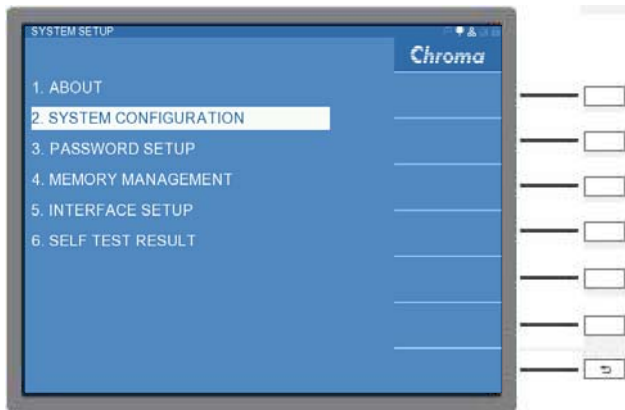 SYSTEM SETUP
Chroma
1. ABOUT
2. SYSTEM CONFIGURATION
3. PASSWORD SETUP
4. MEMORY MANAGEMENT
5. INTERFACE SETUP
6. SELF TEST RESULT